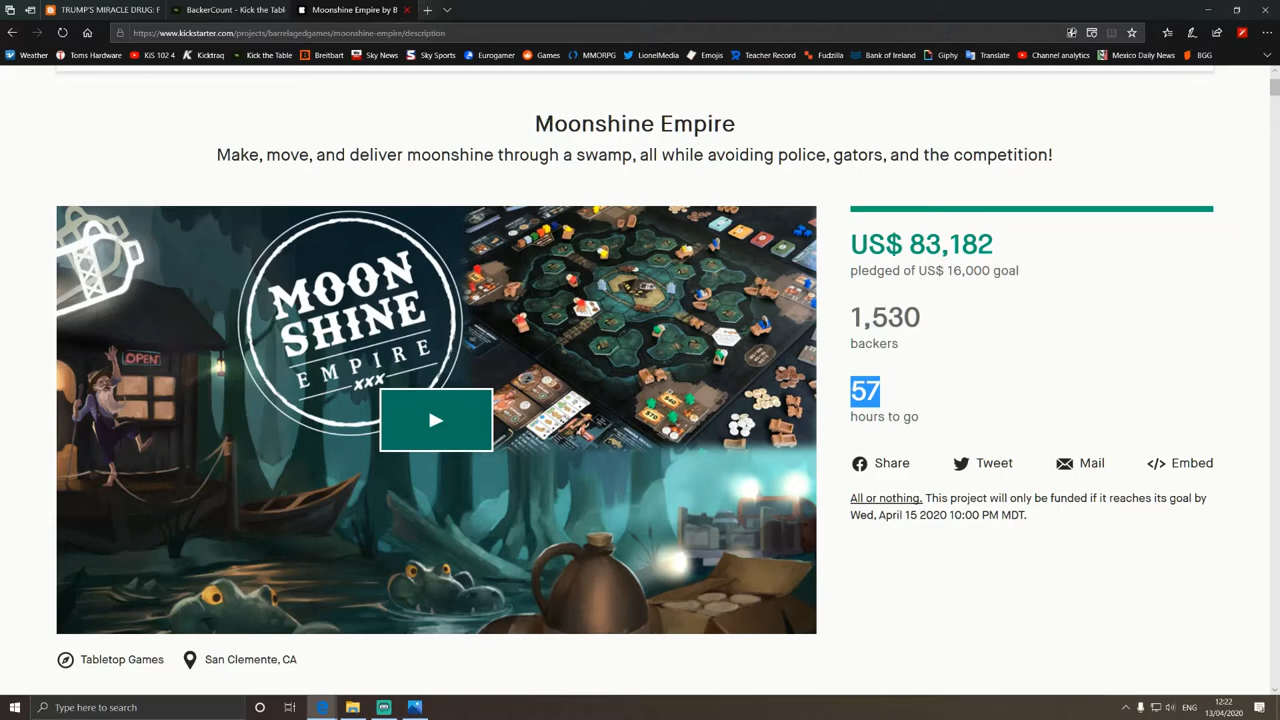 TRUMP'S MIRACLE DRUG: F
BackerCount - Kick the Tabl
Moonshine Empire by B
https://www.kickstarter.com/projects/barrelagedgames/moonshine-empire/description
Weather
Toms Hardware
KiS 102 4
Kicktraq
Kick the Table
Breitbart
Sky News
Sky Sports
Eurogamer
Games
MMORPG
LionelMedia
Emojis
Teacher Record
Fudzilla
Bank of Ireland
Giphy
Translate
Channel analytics
Mexico Daily News
BGG
Moonshine Empire
Make, move, and deliver moonshine through a swamp, all while avoiding police, gators, and the competition!
OPEN
MOON
SHINE
EMPIRE
XXX
$70
$40
US$ 83,182
pledged of US$ 16,000 goal
1,530
backers
57
hours to go
Share
Tweet
Mail
Embed
All or nothing. This project will only be funded if it reaches its goal by
Wed, April 15 2020 10:00 PM MDT.
Tabletop Games
San Clemente, CA
Type here to search
ENG
12:22
13/04/2020